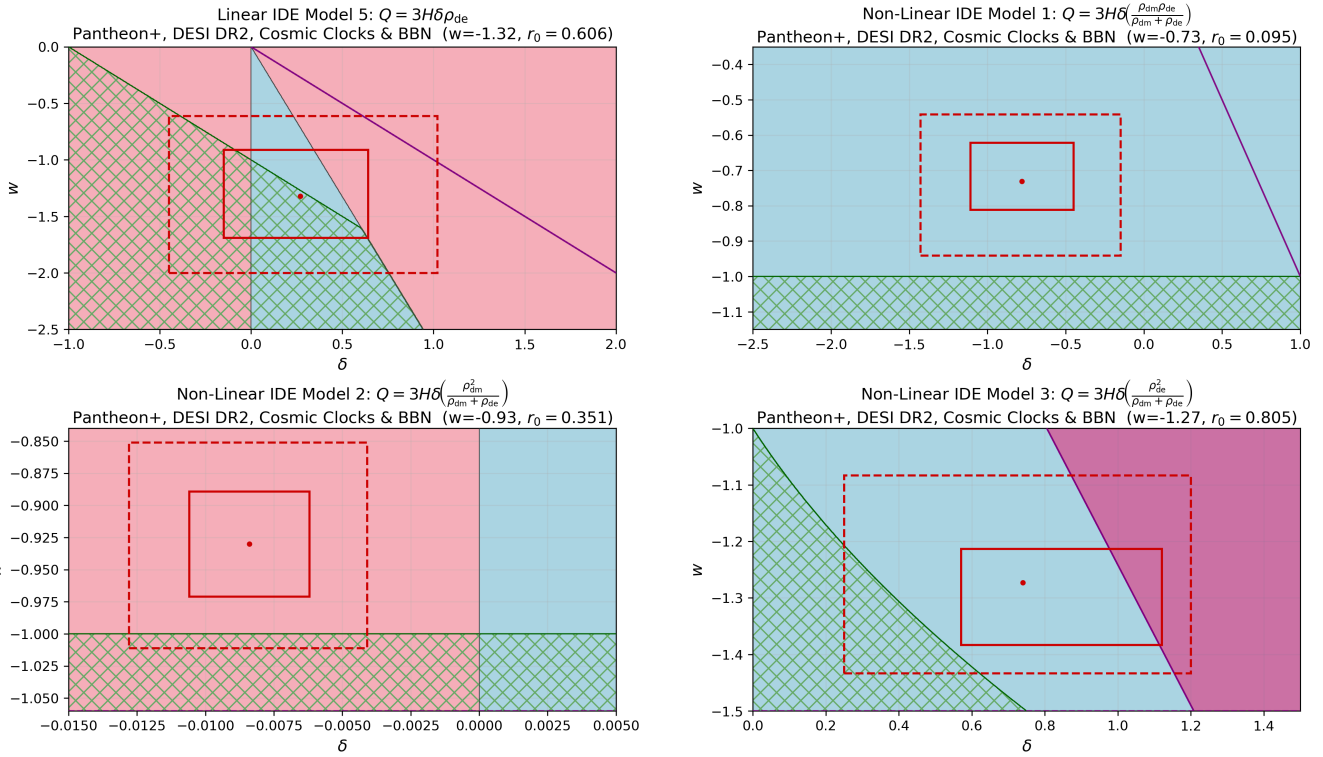 Linear IDE Model 5: Q = 3Hδρ_de
Pantheon+, DESI DR2, Cosmic Clocks & BBN (w=-1.32, r₀ = 0.606)
0.0
−0.5
−1.0
−1.5
−2.0
−2.5
w
−1.0 −0.5 0.0 0.5 1.0 1.5 2.0
δ
Non-Linear IDE Model 1: Q = 3Hδ(ρ_dmρ_de / ρ_dm + ρ_de)
Pantheon+, DESI DR2, Cosmic Clocks & BBN (w=-0.73, r₀ = 0.095)
−0.4
−0.5
−0.6
−0.7
−0.8
−0.9
−1.0
−1.1
w
−2.5 −2.0 −1.5 −1.0 −0.5 0.0 0.5 1.0
δ
Non-Linear IDE Model 2: Q = 3Hδ(ρ²_dm / ρ_dm + ρ_de)
Pantheon+, DESI DR2, Cosmic Clocks & BBN (w=-0.93, r₀ = 0.351)
−0.850
−0.875
−0.900
−0.925
−0.950
−0.975
−1.000
−1.025
−1.050
−0.0150 −0.0125 −0.0100 −0.0075 −0.0050 −0.0025 0.0000 0.0025 0.0050
δ
Non-Linear IDE Model 3: Q = 3Hδ(ρ²_de / ρ_dm + ρ_de)
Pantheon+, DESI DR2, Cosmic Clocks & BBN (w=-1.27, r₀ = 0.805)
−1.0
−1.1
−1.2
−1.3
−1.4
−1.5
w
0.0 0.2 0.4 0.6 0.8 1.0 1.2 1.4
δ